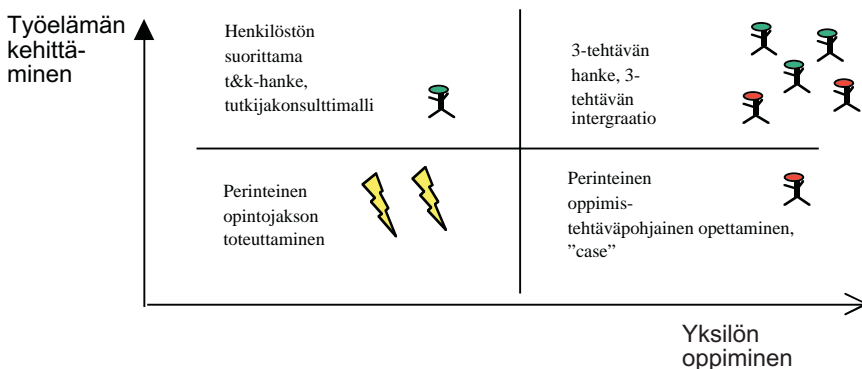 Työelämän
kehittä-
minen
Henkilöstön
suorittama
t&k-hanke,
tutkijakonsulttimalli
3-tehtävän
hanke, 3-
tehtävän
intergraatio
Perinteinen
opintojakson
toteuttaminen
Perinteinen
oppimis-
tehtäväpohjainen opettaminen,
”case”
Yksilön
oppiminen